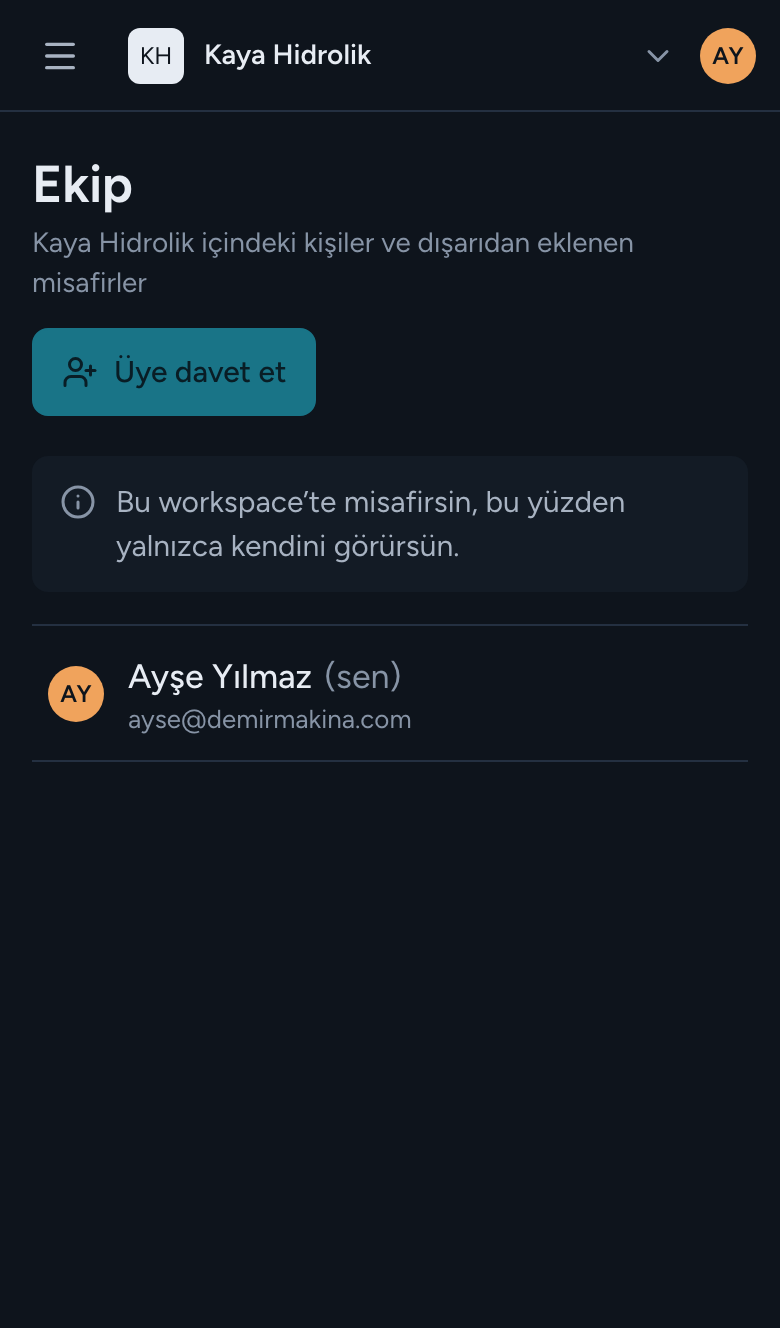 KH Kaya Hidrolik AY
Ekip
Kaya Hidrolik içindeki kişiler ve dışarıdan eklenen
misafirler
Üye davet et
Bu workspace’te misafirsin, bu yüzden
yalnızca kendini görürsün.
AY Ayşe Yılmaz (sen)
ayse@demirmakina.com